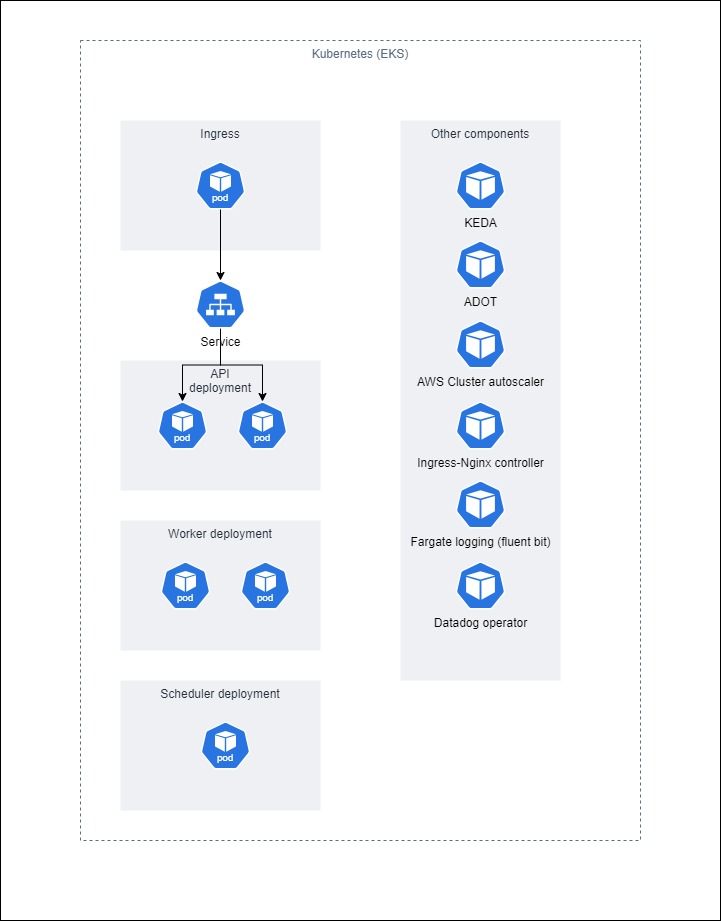 Kubernetes (EKS)
Ingress
pod
Service
API
deployment
pod
pod
Worker deployment
pod
pod
Scheduler deployment
pod
Other components
KEDA
ADOT
AWS Cluster autoscaler
Ingress-Nginx controller
Fargate logging (fluent bit)
Datadog operator